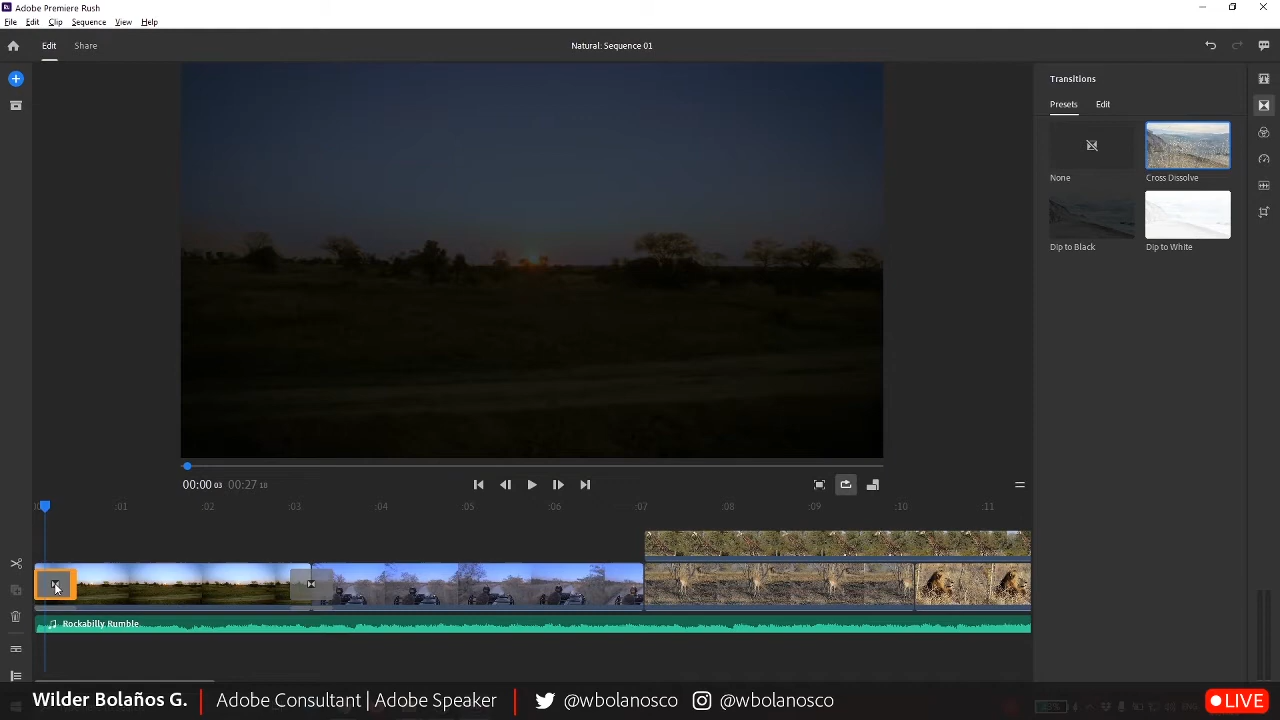 Ru Adobe Premiere Rush
File Edit Clip Sequence View Help
Edit Share Natural: Sequence 01
Transitions
Presets Edit
None Cross Dissolve
Dip to Black Dip to White
00:00 03 00:27 18
:01 :02 :03 :04 :05 :06 :07 :08 :09 :10 :11
Rockabilly Rumble
Wilder Bolaños G. | Adobe Consultant | Adobe Speaker | @wbolanosco @wbolanosco LIVE